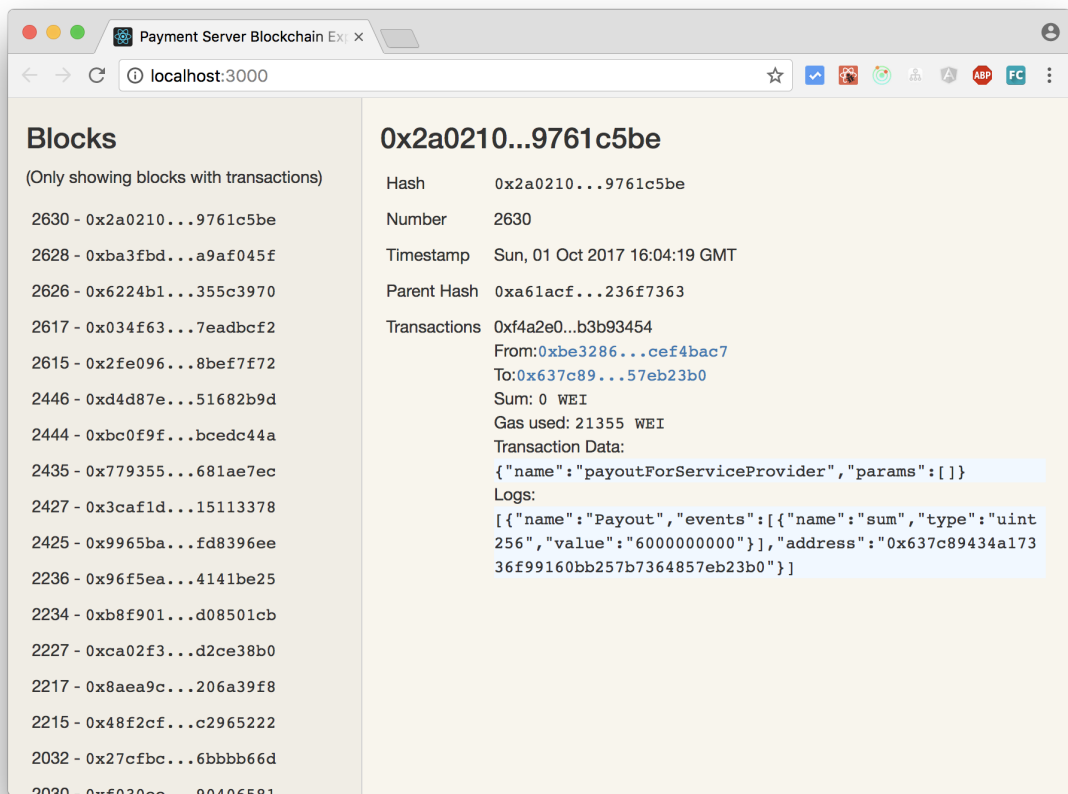 Payment Server Blockchain Exp
localhost:3000
ABP
FC
Blocks
(Only showing blocks with transactions)
2630 - 0x2a0210...9761c5be
2628 - 0xba3fbd...a9af045f
2626 - 0x6224b1...355c3970
2617 - 0x034f63...7eadbcf2
2615 - 0x2fe096...8bef7f72
2446 - 0xd4d87e...51682b9d
2444 - 0xbc0f9f...bcedc44a
2435 - 0x779355...681ae7ec
2427 - 0x3caf1d...15113378
2425 - 0x9965ba...fd8396ee
2236 - 0x96f5ea...4141be25
2234 - 0xb8f901...d08501cb
2227 - 0xca02f3...d2ce38b0
2217 - 0x8aea9c...206a39f8
2215 - 0x48f2cf...c2965222
2032 - 0x27cfbc...6bbbb66d
0x2a0210...9761c5be
Hash 0x2a0210...9761c5be
Number 2630
Timestamp Sun, 01 Oct 2017 16:04:19 GMT
Parent Hash 0xa61acf...236f7363
Transactions 0xf4a2e0...b3b93454
From:0xbe3286...cef4bac7
To:0x637c89...57eb23b0
Sum: 0 WEI
Gas used: 21355 WEI
Transaction Data:
{"name":"payoutForServiceProvider","params":[]}
Logs:
[{"name":"Payout","events":[{"name":"sum","type":"uint
256","value":"6000000000"}],"address":"0x637c89434a173
36f99160bb257b7364857eb23b0"}]